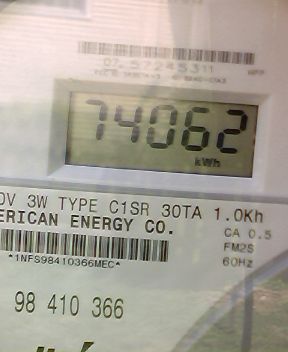 74062
kWh
0V 3W TYPE C1SR 30TA 1.0Kh
ERICAN ENERGY CO. CA 0.5
FM2S
*1NFS98410366MEC* 60Hz
98 410 366